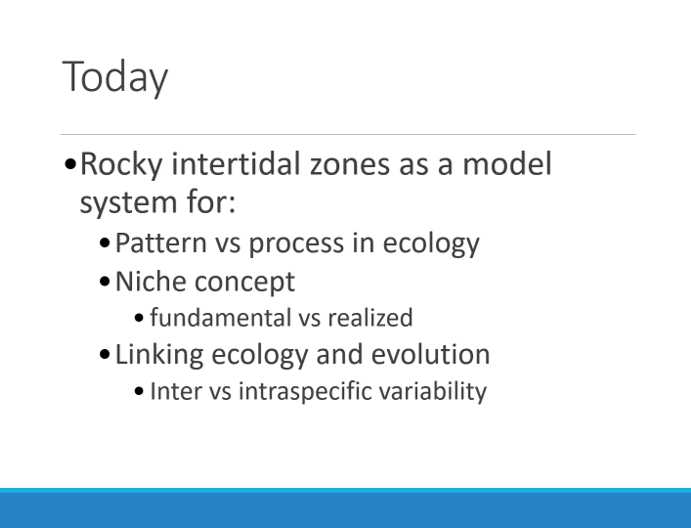 Today
•Rocky intertidal zones as a model
system for:
•Pattern vs process in ecology
•Niche concept
•fundamental vs realized
•Linking ecology and evolution
•Inter vs intraspecific variability